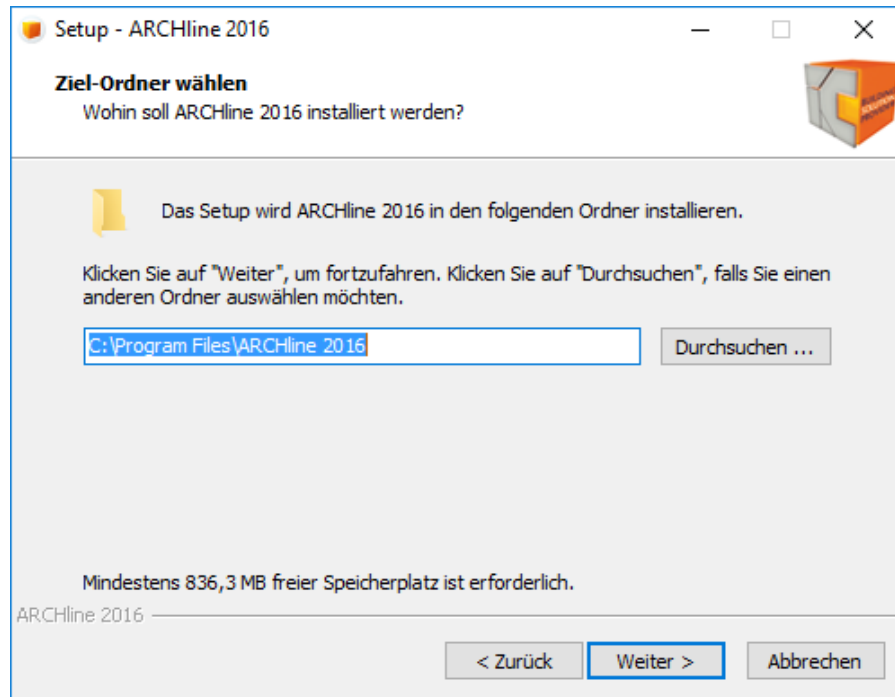 Setup - ARCHline 2016
Ziel-Ordner wählen
Wohin soll ARCHline 2016 installiert werden?
BUILDING
SOLUTION
PROVIDER
Das Setup wird ARCHline 2016 in den folgenden Ordner installieren.
Klicken Sie auf "Weiter", um fortzufahren. Klicken Sie auf "Durchsuchen", falls Sie einen
anderen Ordner auswählen möchten.
C:\Program Files\ARCHline 2016
Durchsuchen ...
Mindestens 836,3 MB freier Speicherplatz ist erforderlich.
ARCHline 2016
< Zurück
Weiter >
Abbrechen